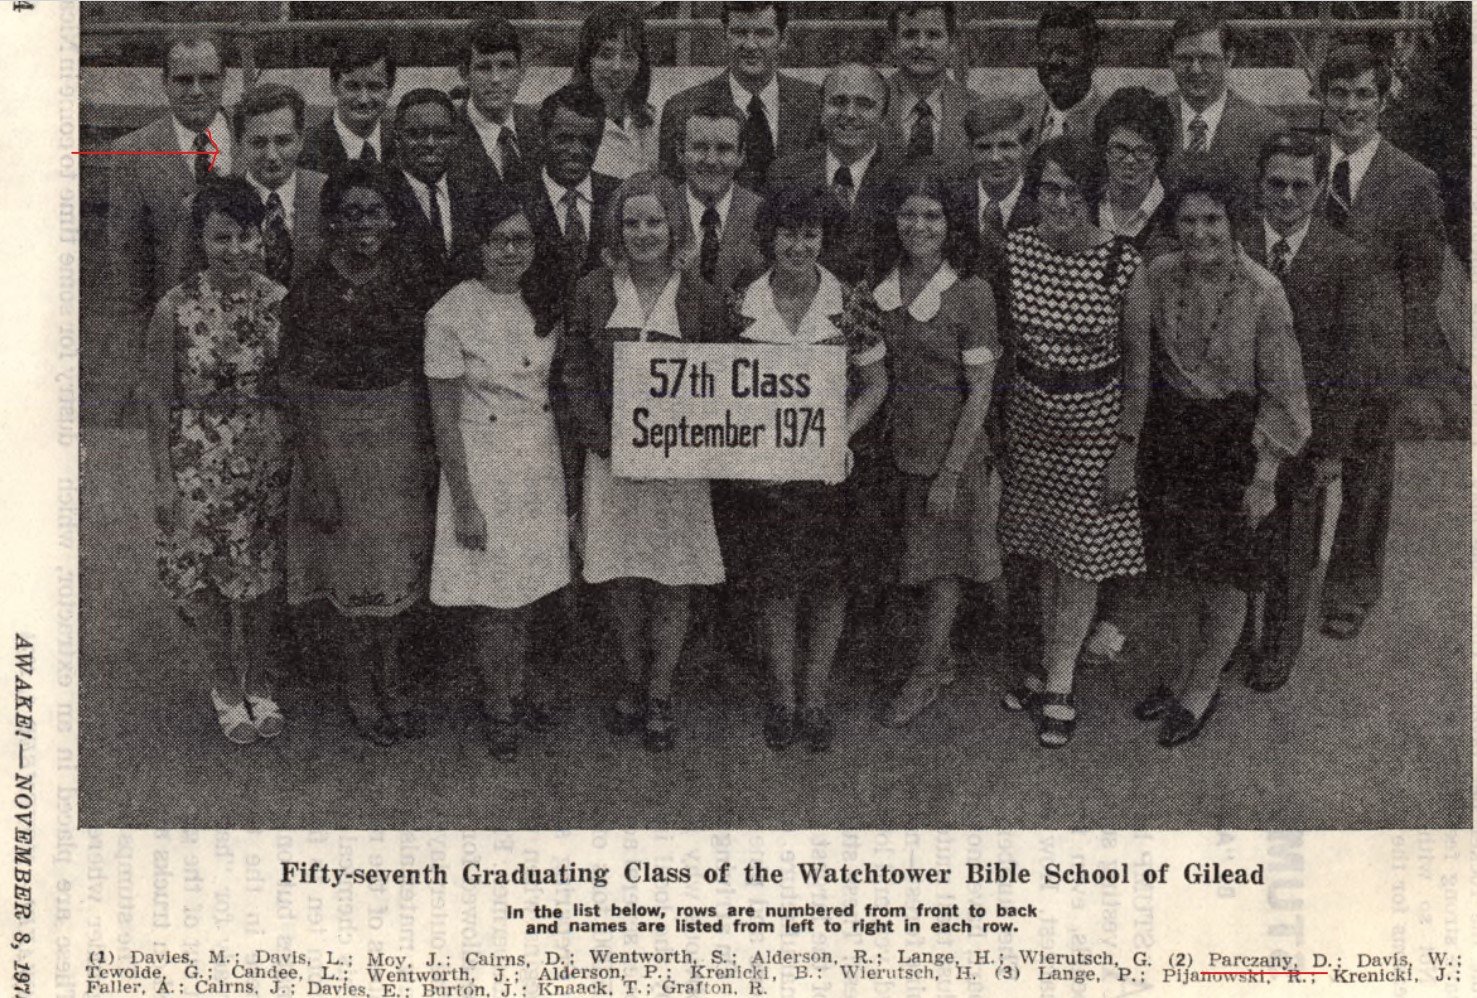 57th Class
September 1974
Fifty-seventh Graduating Class of the Watchtower Bible School of Gilead
In the list below, rows are numbered from front to back
and names are listed from left to right in each row.
(1) Davies, M.; Davis, L.; Moy, J.; Cairns, D.; Wentworth, S.; Alderson, R.; Lange, H.; Wierutsch, G. (2) Parczany, D.; Davis, W.;
Tewolde, G.; Candee, L.; Wentworth, J.; Alderson, P.; Krenicki, B.; Wierutsch, H. (3) Lange, P.; Pijanowski, R.; Krenicki, J.;
Faller, A.; Cairns, J.; Davies, E.; Burton, J.; Knaack, T.; Grafton, R.
AWAKE!—NOVEMBER 8, 197